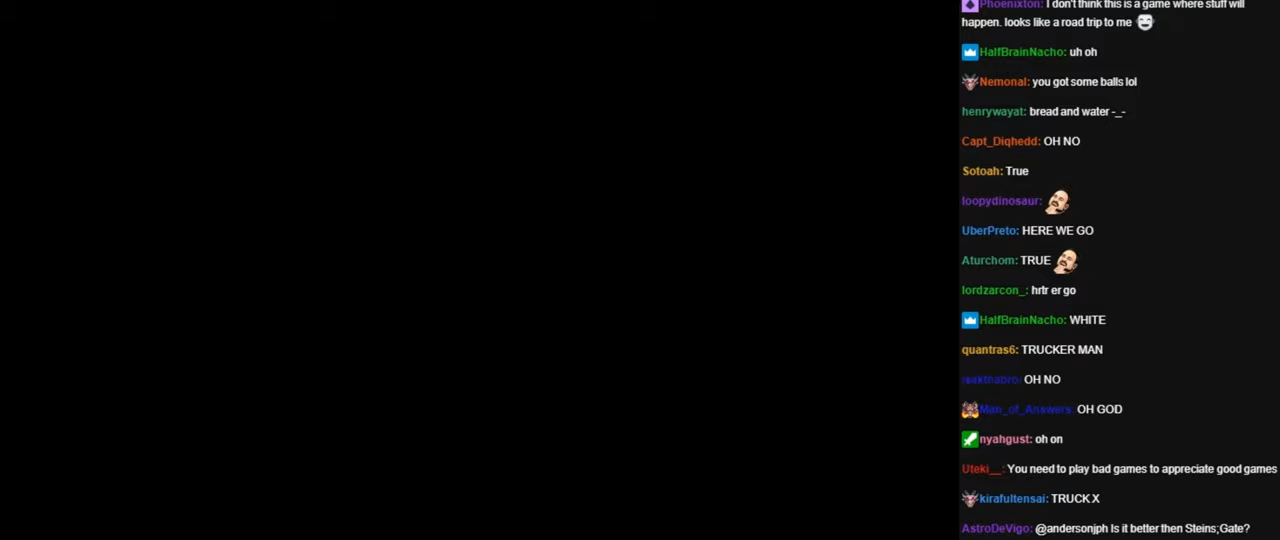 Phoenixton: I don't think this is a game where stuff will
happen. looks like a road trip to me
HalfBrainNacho: uh oh
Nemonal: you got some balls lol
henrywayat: bread and water -_-
Capt_Diqhedd: OH NO
Sotoah: True
loopydinosaur:
UberPreto: HERE WE GO
Aturchom: TRUE
lordzarcon_: hrtr er go
HalfBrainNacho: WHITE
quantras6: TRUCKER MAN
OH NO
Man_of_Answers: OH GOD
nyahgust: oh on
Uteki__: You need to play bad games to appreciate good games
kirafultensai: TRUCK X
AstroDeVigo: @andersonjph Is it better then Steins;Gate?